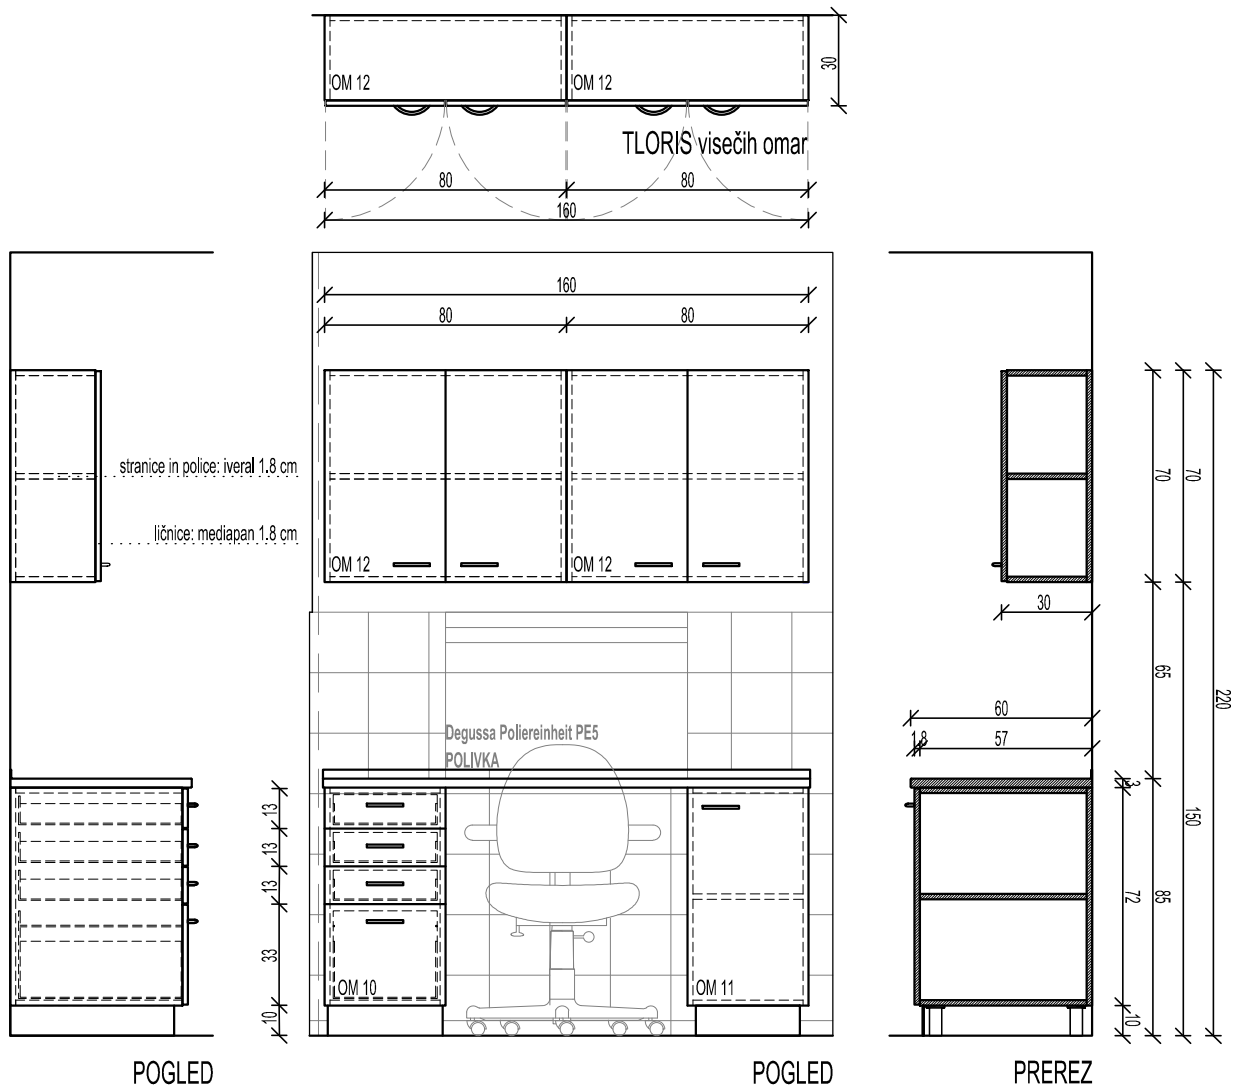 OM 12
OM 12
30
TLORIS visečih omar
80
80
160
160
80
80
stranice in police: iveral 1.8 cm
ličnice: mediapan 1.8 cm
OM 12
OM 12
70
70
30
65
220
60
1.8
57
Degussa Poliereinheit PE5
POLIVKA
3
13
13
13
33
10
150
72
85
10
OM 10
OM 11
POGLED
POGLED
PREREZ